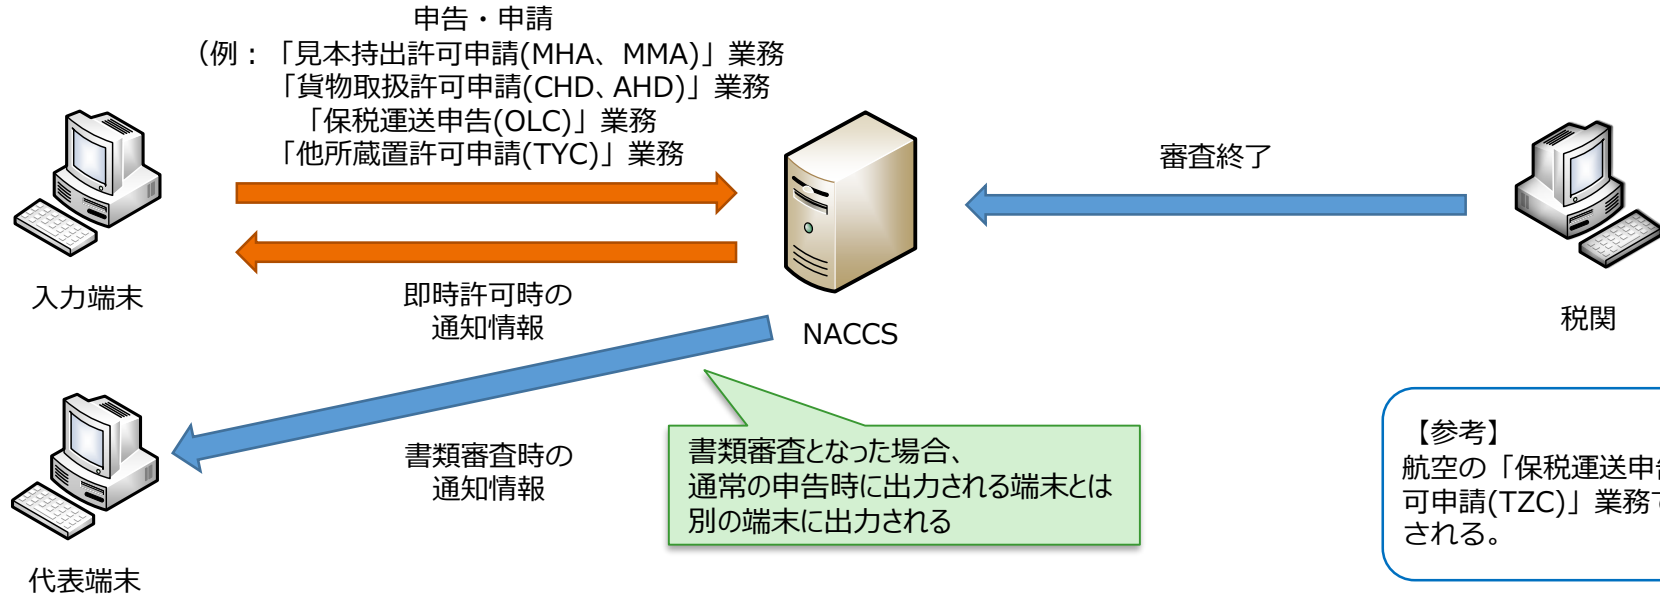 申告・申請
（例：「見本持出許可申請(MHA、MMA)」業務
「貨物取扱許可申請(CHD、AHD)」業務
「保税運送申告(OLC)」業務
「他所蔵置許可申請(TYC)」業務
審査終了
入力端末
即時許可時の
通知情報
NACCS
税関
書類審査時の
通知情報
書類審査となった場合、
通常の申告時に出力される端末とは
別の端末に出力される
【参考】
航空の「保税運送申
可申請(TZC)」業務
される。
代表端末